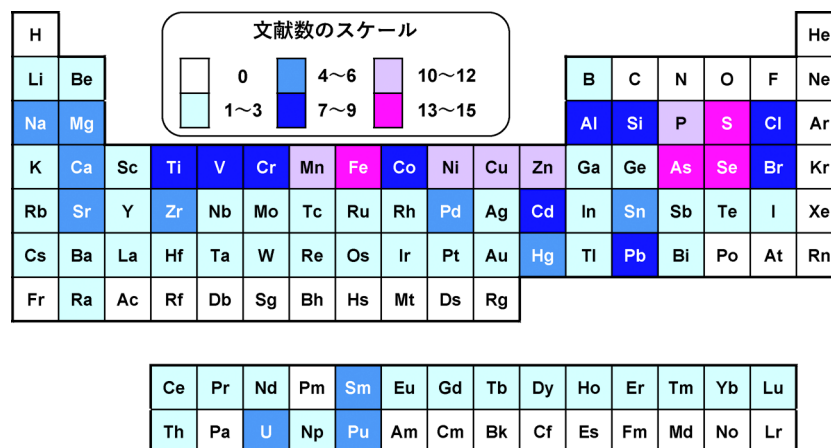 H 文献数のスケール He
0 4～6 10～12
1～3 7～9 13～15
Li Be B C N O F Ne
Na Mg Al Si P S Cl Ar
K Ca Sc Ti V Cr Mn Fe Co Ni Cu Zn Ga Ge As Se Br Kr
Rb Sr Y Zr Nb Mo Tc Ru Rh Pd Ag Cd In Sn Sb Te I Xe
Cs Ba La Hf Ta W Re Os Ir Pt Au Hg Tl Pb Bi Po At Rn
Fr Ra Ac Rf Db Sg Bh Hs Mt Ds Rg
Ce Pr Nd Pm Sm Eu Gd Tb Dy Ho Er Tm Yb Lu
Th Pa U Np Pu Am Cm Bk Cf Es Fm Md No Lr